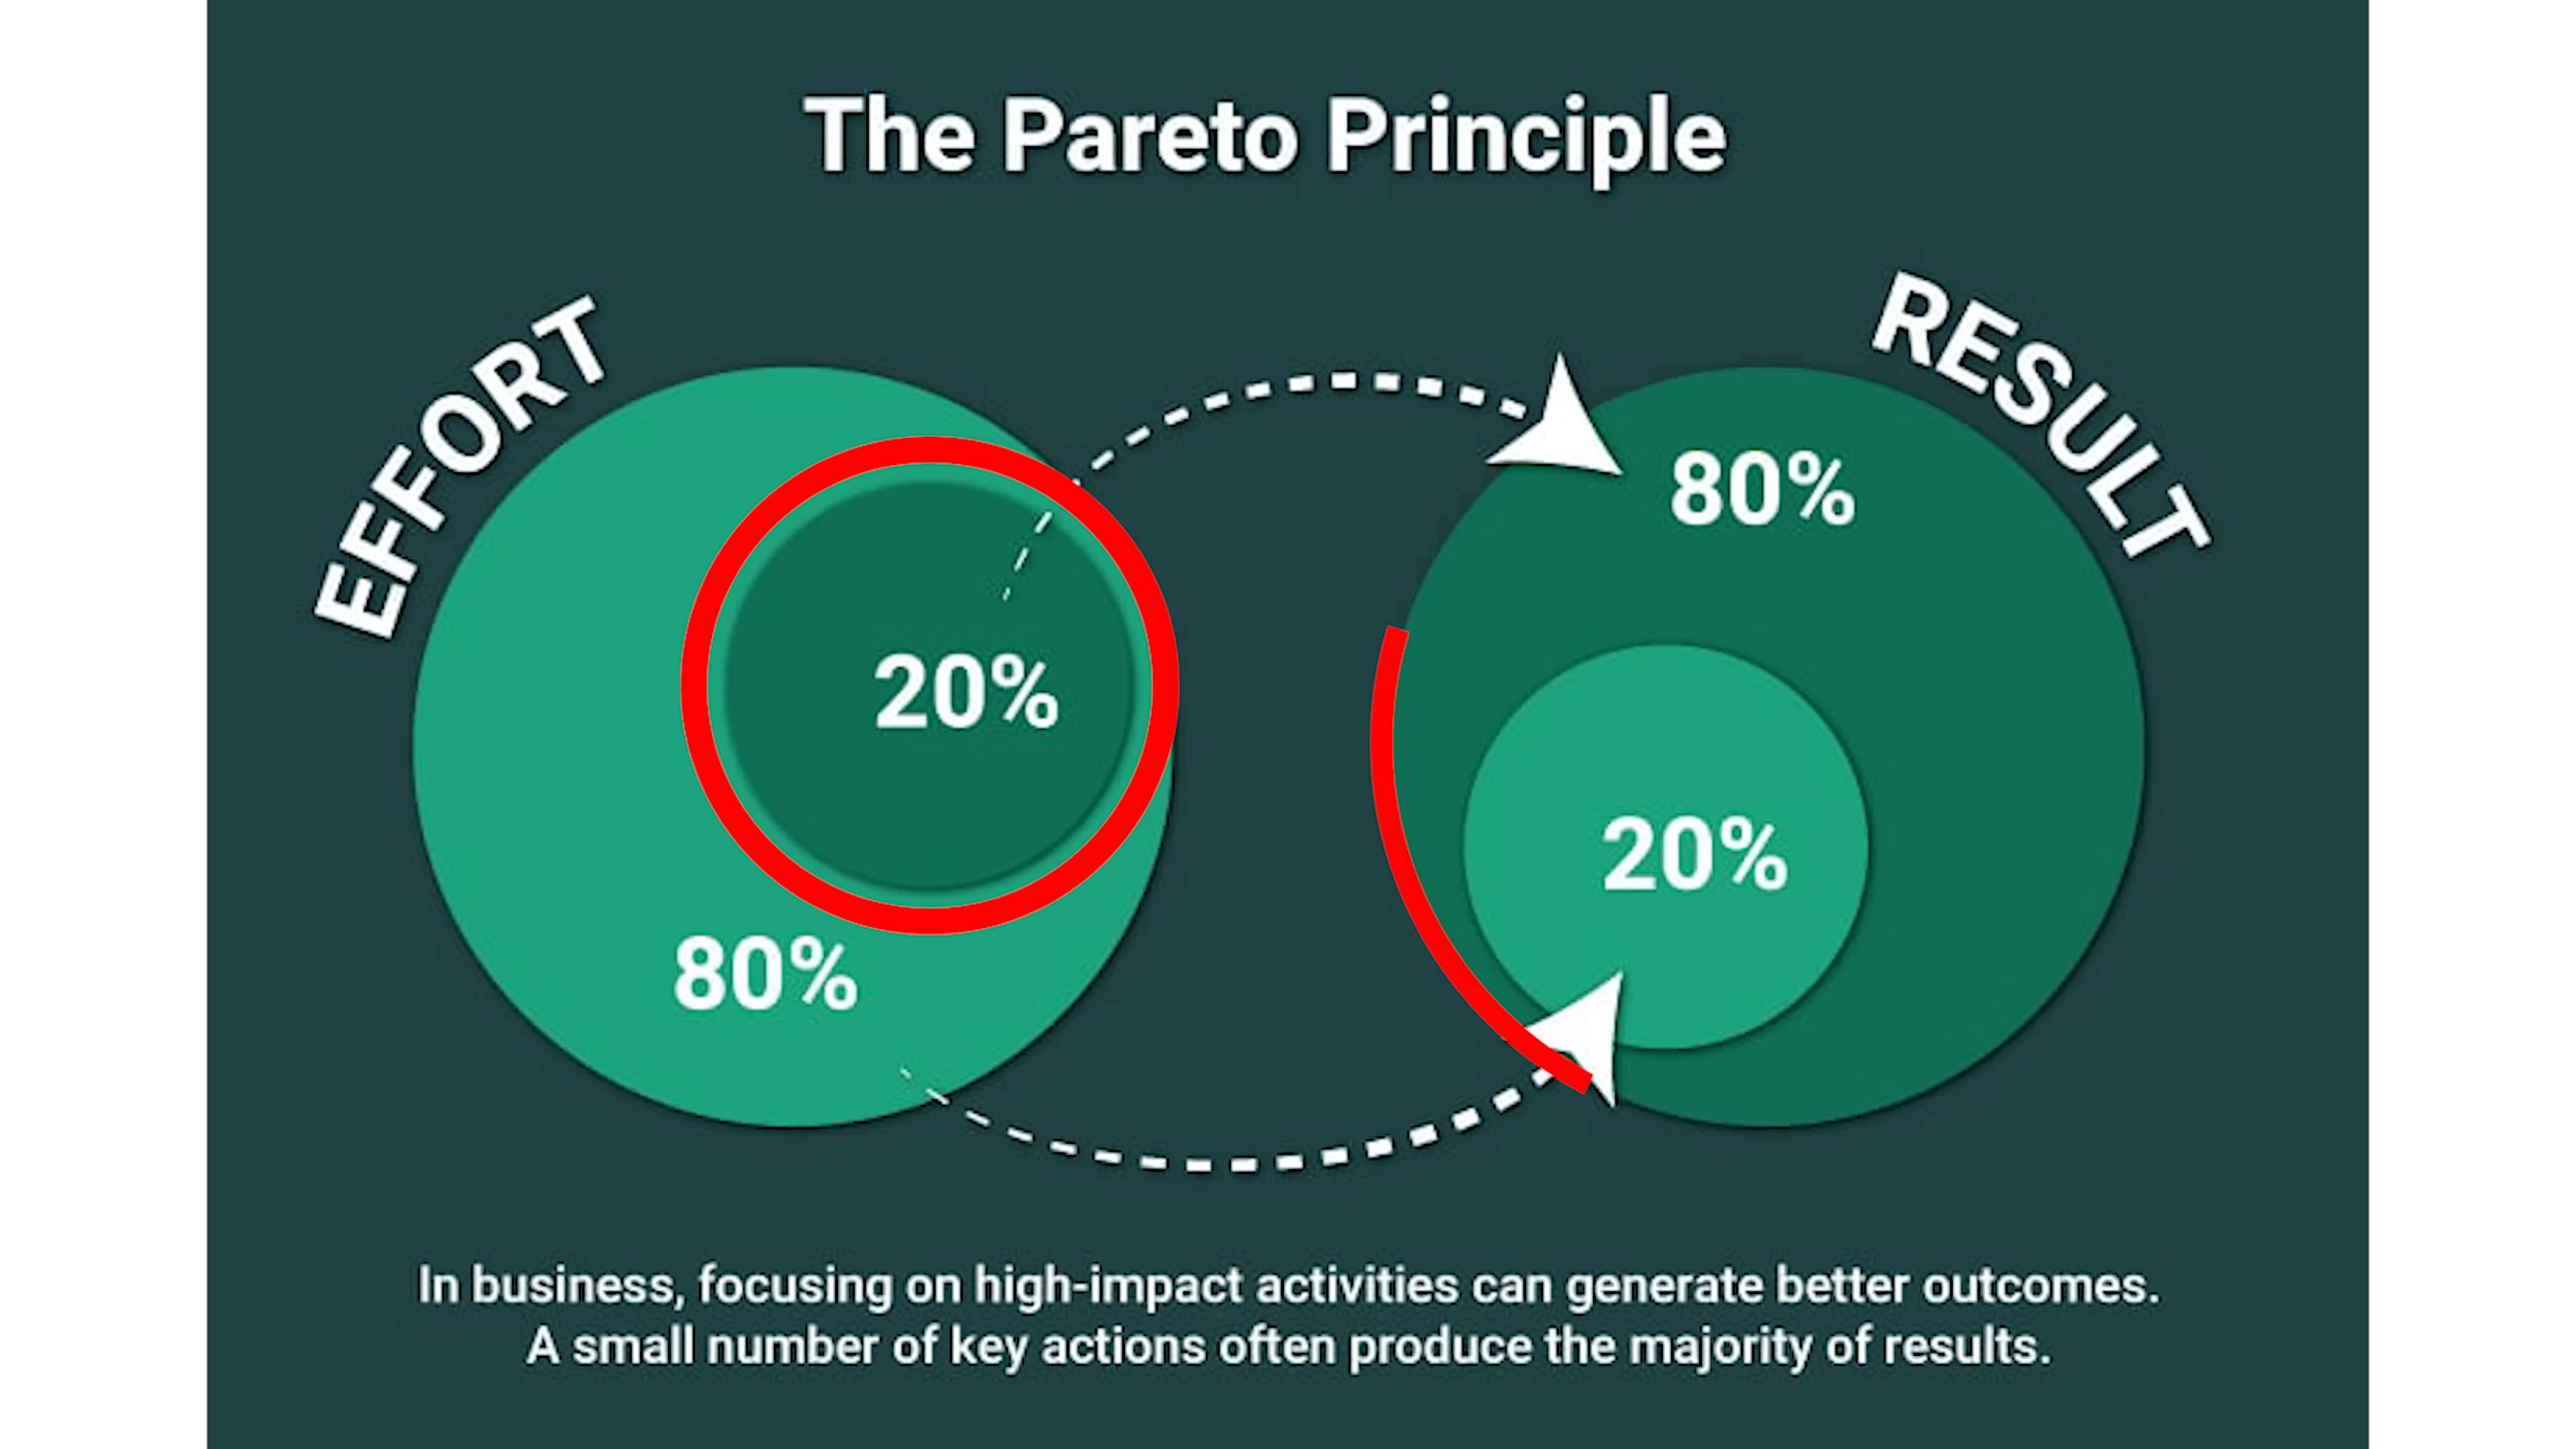 The Pareto Principle
EFFORT
RESULT
80%
20%
20%
80%
In business, focusing on high-impact activities can generate better outcomes.
A small number of key actions often produce the majority of results.